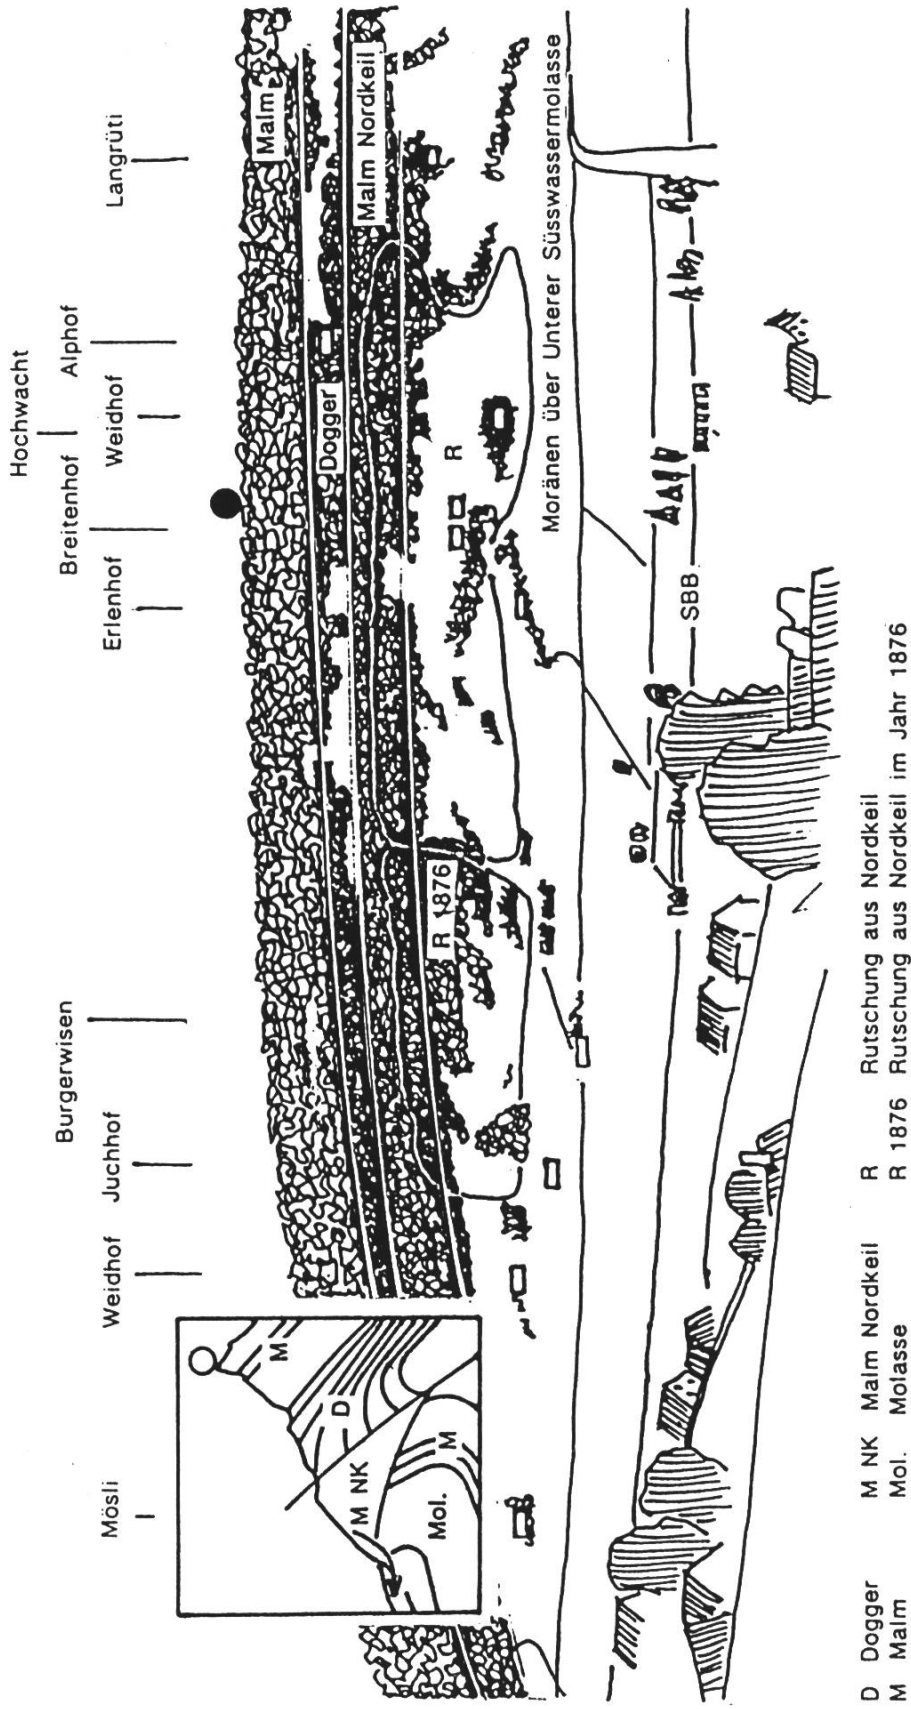 Hochwacht
Mösli
Weidhof
Juchhof
Burgerwisen
Erlenhof
Breitenhof
Weidhof
Alphof
Langrüti
Malm
Dogger
Malm Nordkeil
R 1876
R
Moränen über Unterer Süsswassermolasse
SBB
M
D
M NK
M
Mol.
D Dogger
M Malm
M NK Malm Nordkeil
Mol. Molasse
R Rutschung aus Nordkeil
R 1876 Rutschung aus Nordkeil im Jahr 1876